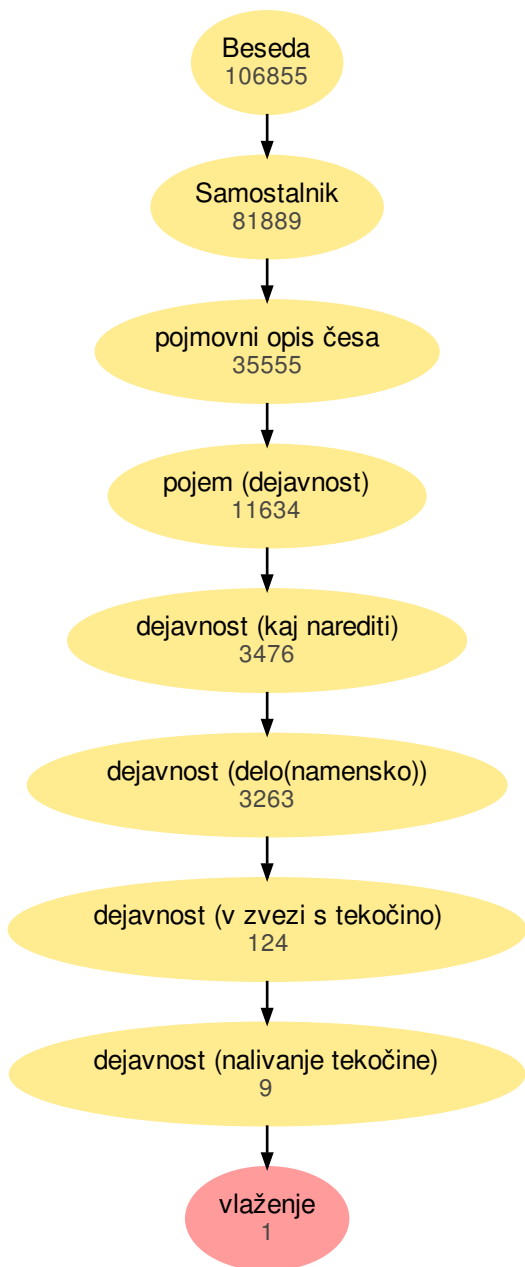 Beseda
106855
Samostalnik
81889
pojmovni opis česa
35555
pojem (dejavnost)
11634
dejavnost (kaj narediti)
3476
dejavnost (delo(namensko))
3263
dejavnost (v zvezi s tekočino)
124
dejavnost (nalivanje tekočine)
9
vlaženje
1